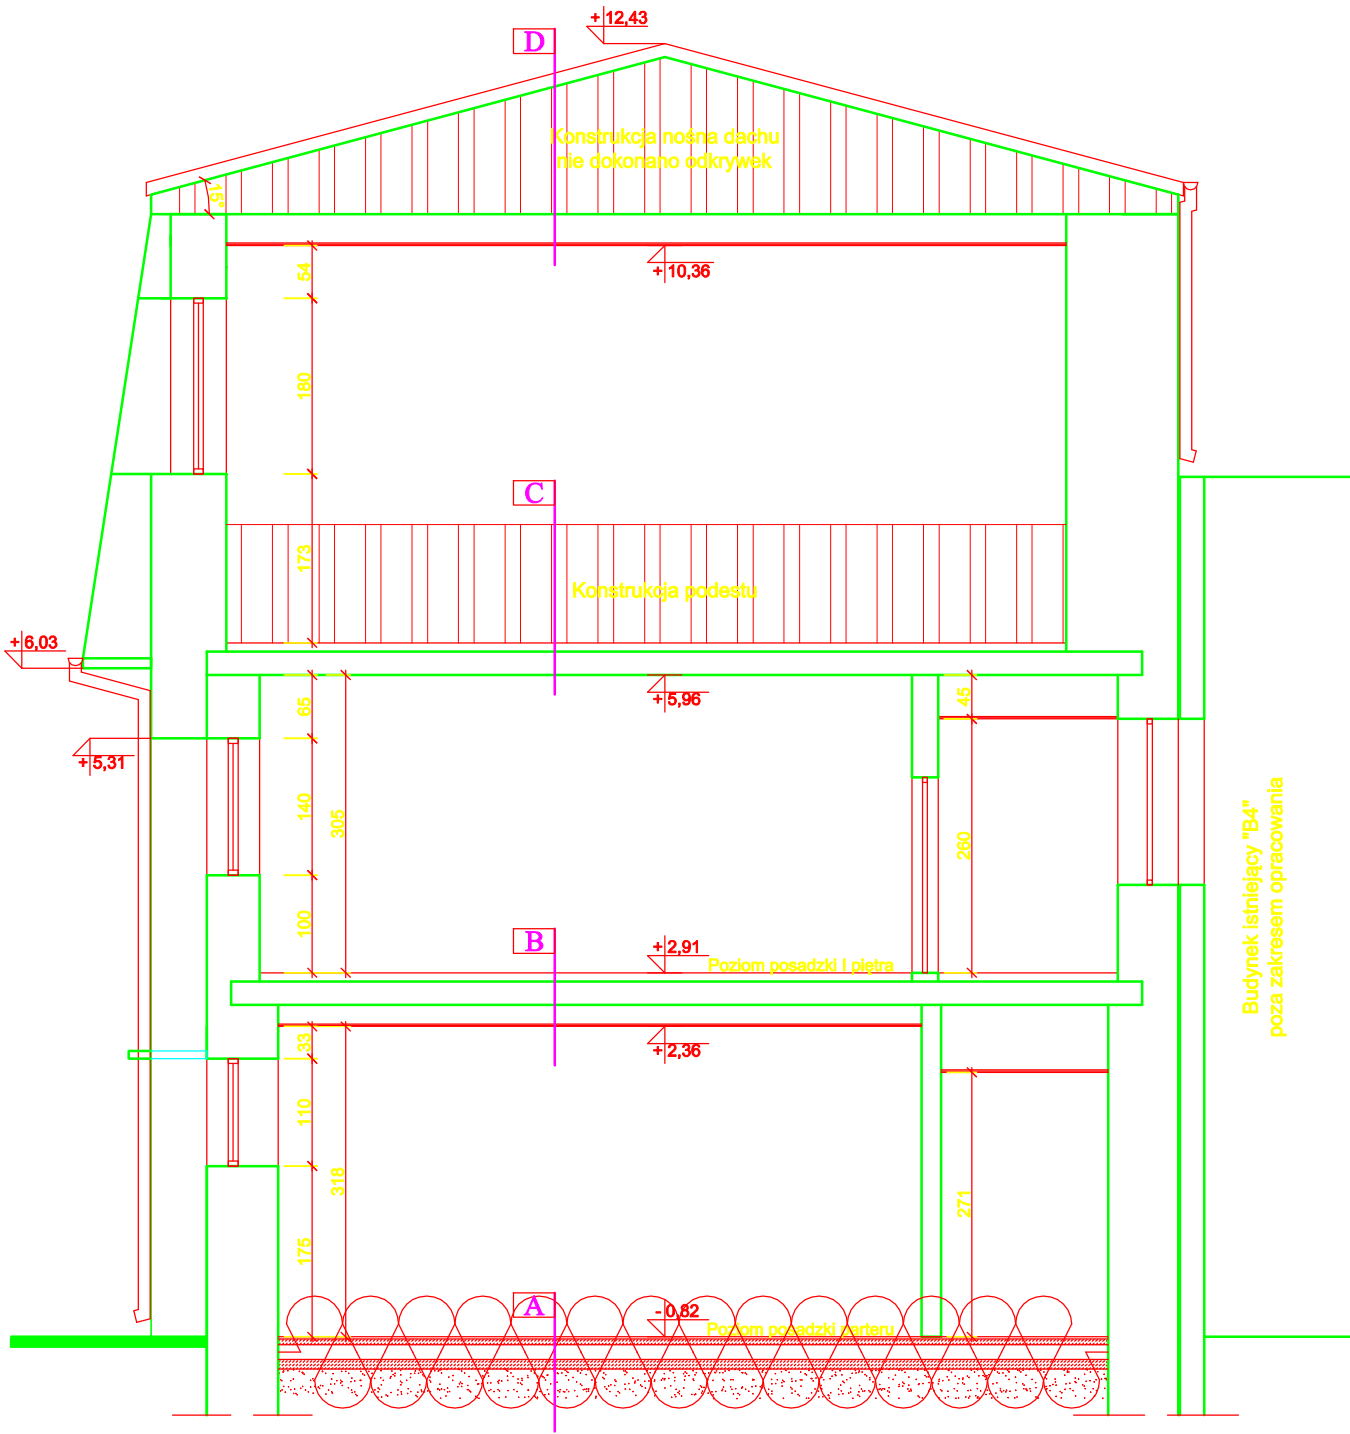 + 12,43
D
Konstrukcja nośna dachu
nie dokonano odkrywek
15°
+ 10,36
54
180
C
173
Konstrukcja podestu
+ 6,03
+ 5,96
65
45
+ 5,31
140
305
260
100
B
+ 2,91
Poziom posadzki I piętra
Budynek istniejący "B4"
poza zakresem opracowania
33
+ 2,36
110
318
271
175
A
- 0,82
Poziom posadzki parteru